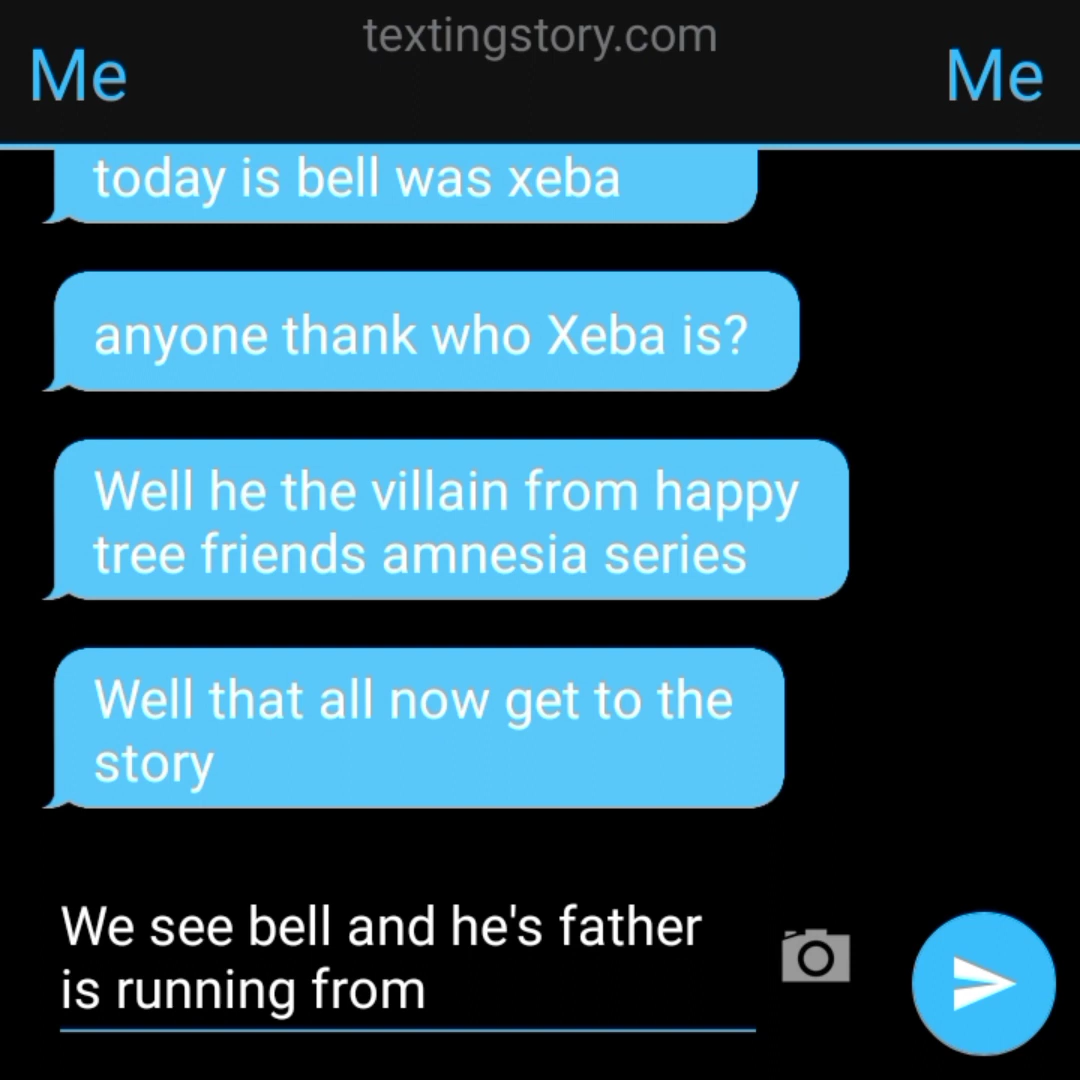 textingstory.com
Me
Me
today is bell was xeba
anyone thank who Xeba is?
Well he the villain from happy
tree friends amnesia series
Well that all now get to the
story
We see bell and he's father
is running from